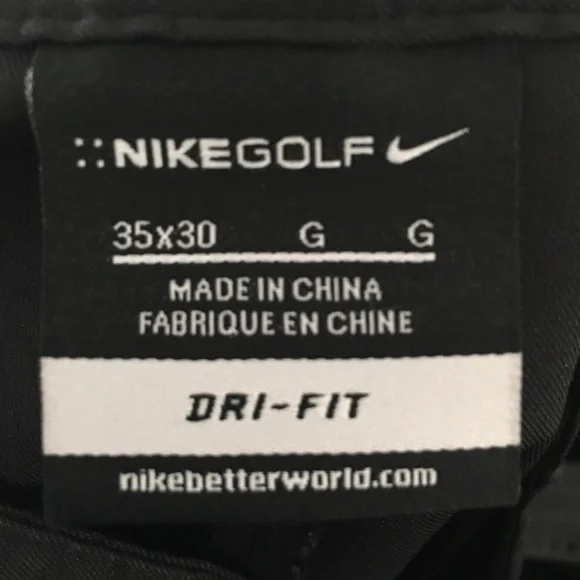 NIKEGOLF
35x30 G G
MADE IN CHINA
FABRIQUE EN CHINE
DRI-FIT
nikebetterworld.com